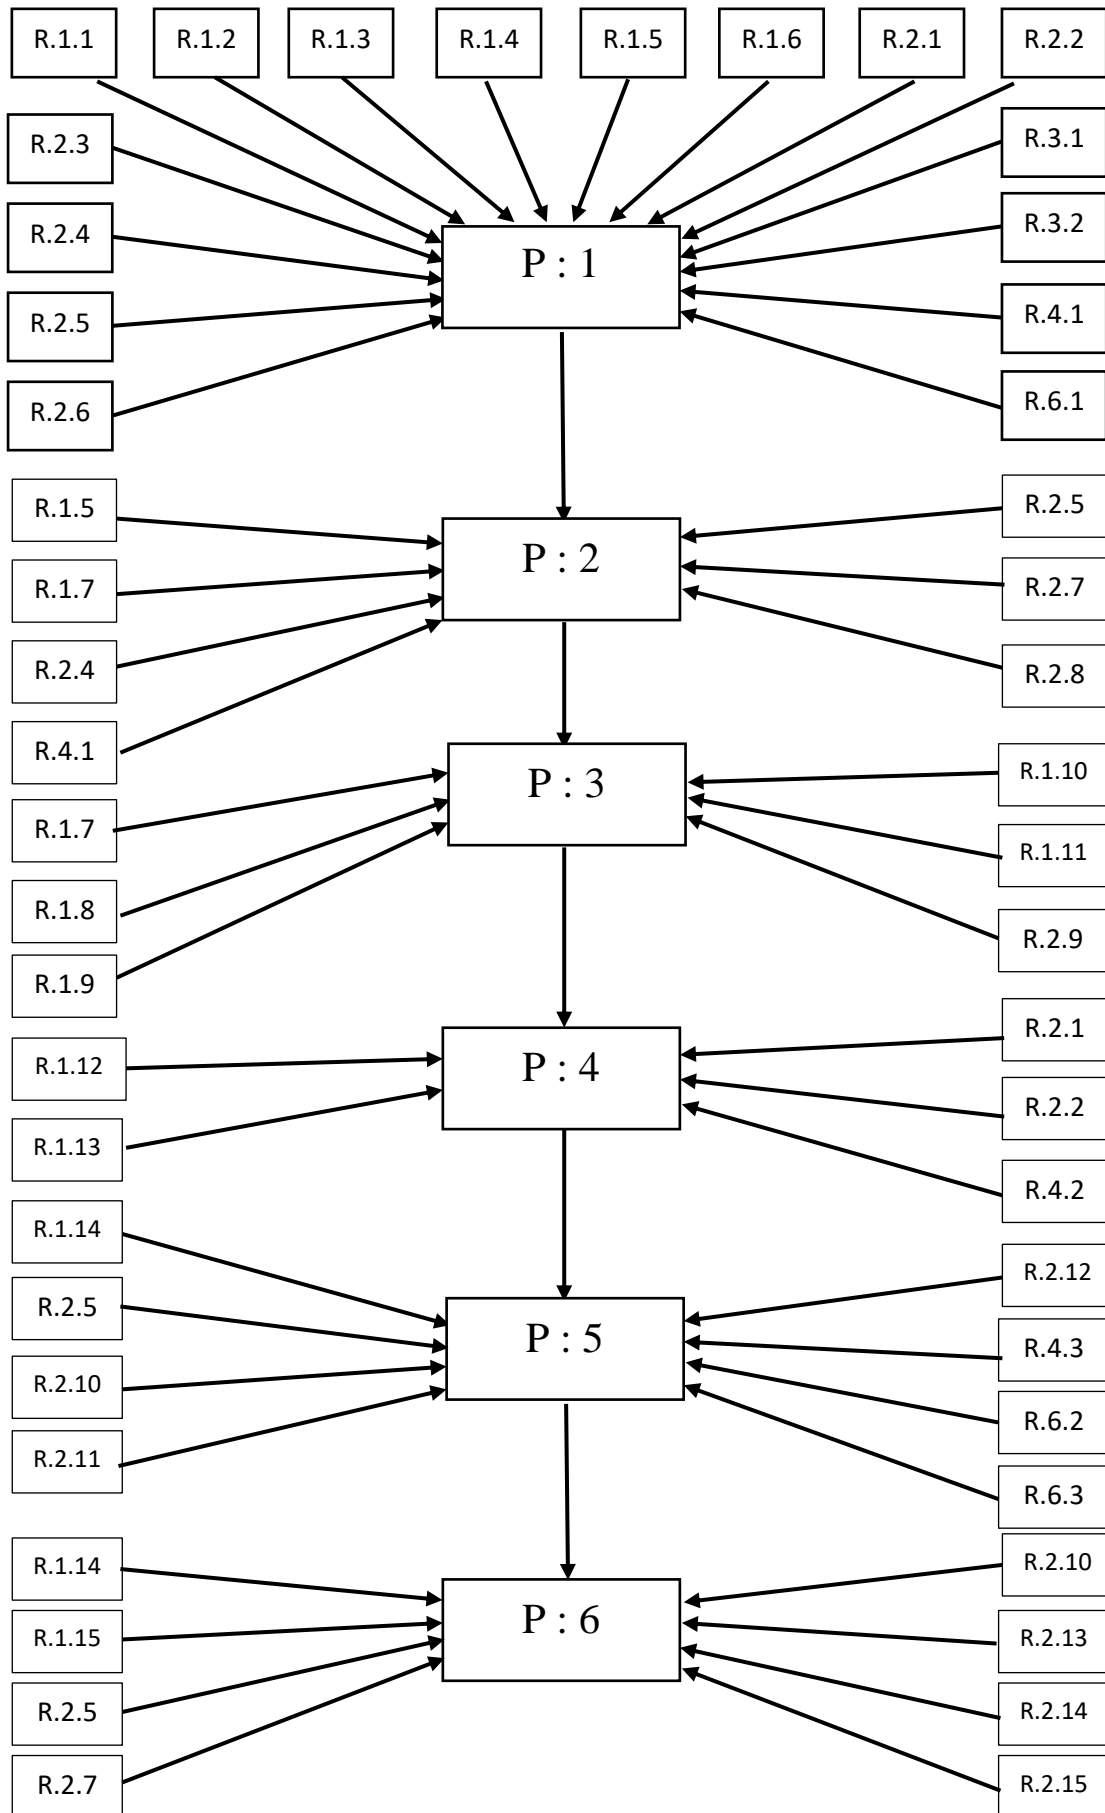 R.1.1
R.1.2
R.1.3
R.1.4
R.1.5
R.1.6
R.2.1
R.2.2
R.2.3
R.3.1
R.2.4
R.3.2
P : 1
R.2.5
R.4.1
R.2.6
R.6.1
R.1.5
R.2.5
P : 2
R.1.7
R.2.7
R.2.4
R.2.8
R.4.1
R.1.10
P : 3
R.1.7
R.1.11
R.1.8
R.2.9
R.1.9
R.2.1
R.1.12
P : 4
R.2.2
R.1.13
R.4.2
R.1.14
R.2.12
R.2.5
P : 5
R.4.3
R.2.10
R.6.2
R.2.11
R.6.3
R.1.14
R.2.10
P : 6
R.1.15
R.2.13
R.2.5
R.2.14
R.2.7
R.2.15